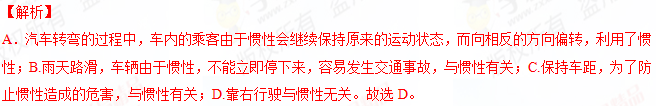 【解析】
A．汽车转弯的过程中，车内的乘客由于惯性会继续保持原来的运动状态，而向相反的方向偏转，利用了惯
性；B.雨天路滑，车辆由于惯性，不能立即停下来，容易发生交通事故，与惯性有关；C.保持车距，为了防
止惯性造成的危害，与惯性有关；D.靠右行驶与惯性无关。故选 D。